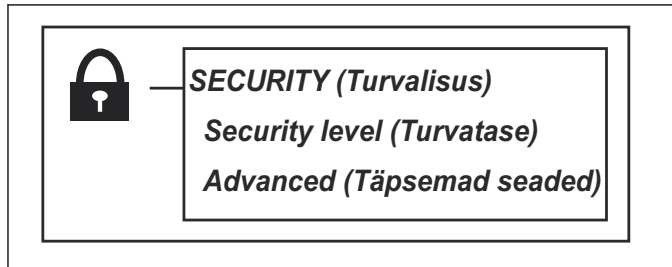 SECURITY (Turvalisus)
Security level (Turvatase)
Advanced (Täpsemad seaded)